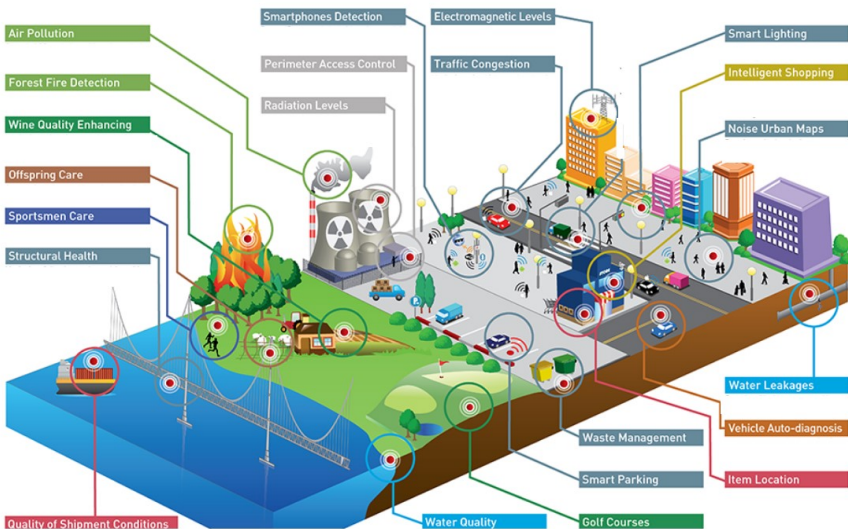 Air Pollution
Forest Fire Detection
Wine Quality Enhancing
Offspring Care
Sportsmen Care
Structural Health
Quality of Shipment Conditions
Smartphones Detection
Perimeter Access Control
Radiation Levels
Electromagnetic Levels
Traffic Congestion
Smart Lighting
Intelligent Shopping
Noise Urban Maps
Water Leakages
Vehicle Auto-diagnosis
Item Location
Waste Management
Smart Parking
Golf Courses
Water Quality